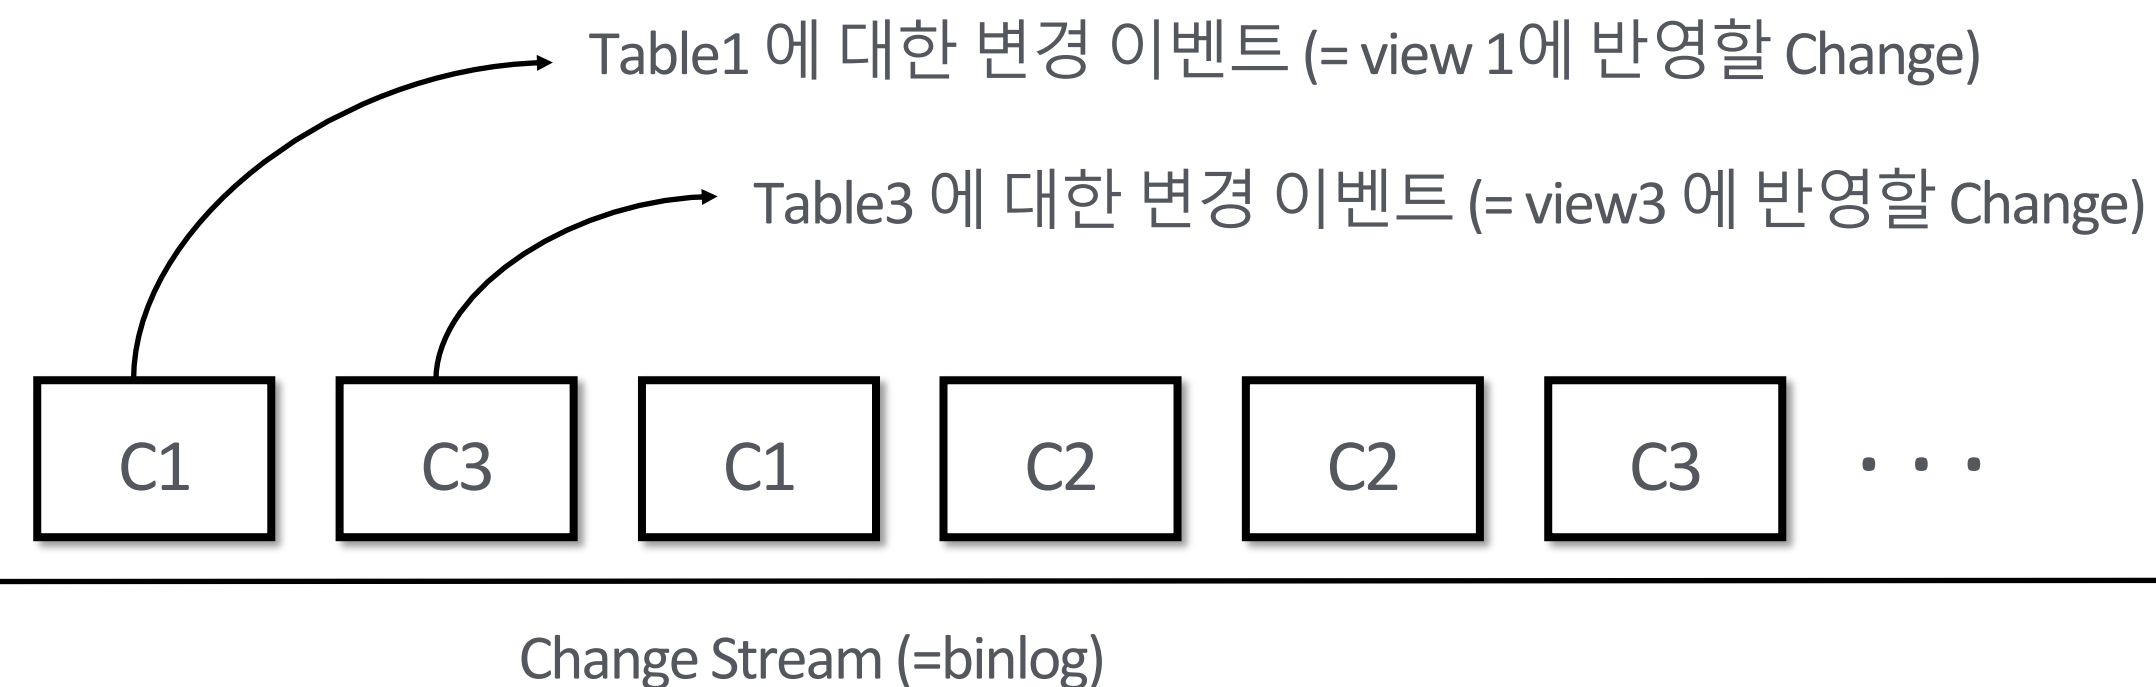 Table1 에 대한 변경 이벤트 (= view 1에 반영할 Change)
Table3 에 대한 변경 이벤트 (= view3 에 반영할 Change)
C1 C3 C1 C2 C2 C3 . . .
Change Stream (=binlog)